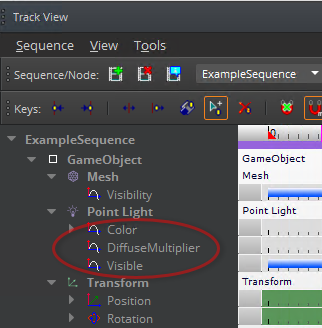 Track View
Sequence View Tools
Sequence/Node: ExampleSequence
Keys:
ExampleSequence
GameObject
Mesh
Visibility
Point Light
Color
DiffuseMultiplier
Visible
Transform
Position
Rotation
0
GameObject
Mesh
Point Light
Transform